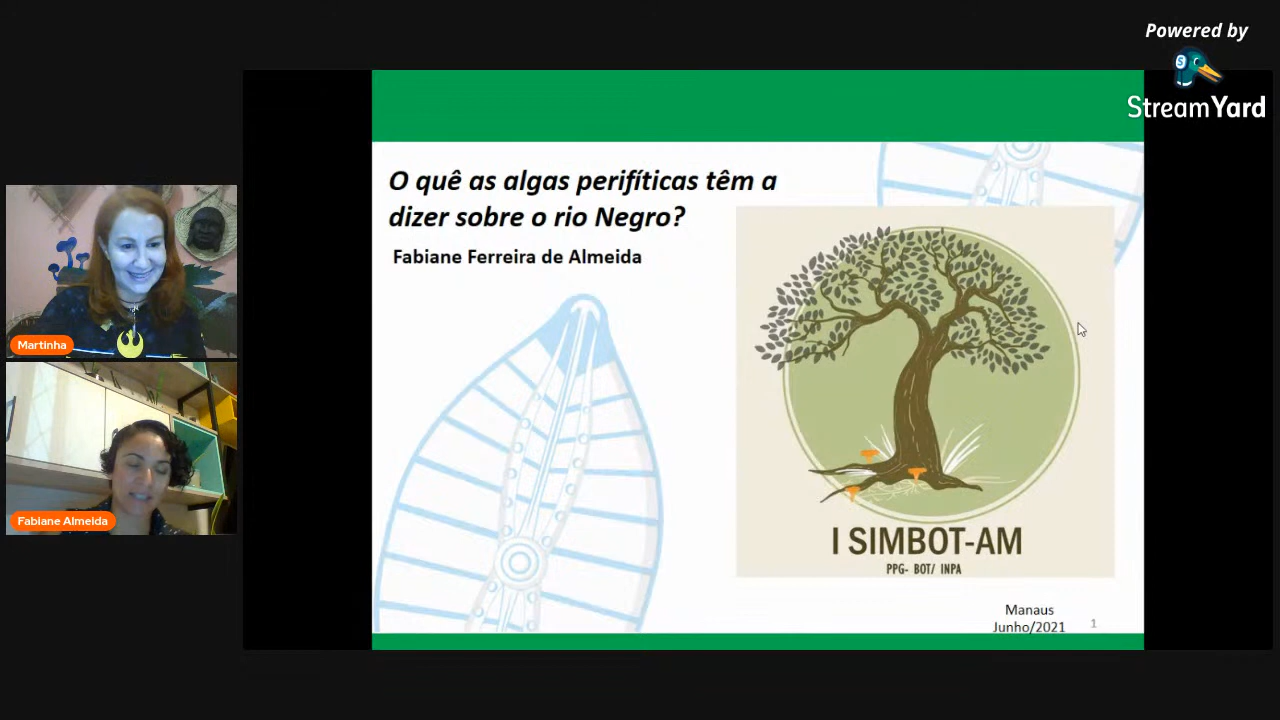 Powered by
StreamYard
O quê as algas perifíticas têm a
dizer sobre o rio Negro?
Fabiane Ferreira de Almeida
Martinha
Fabiane Almeida
I SIMBOT-AM
PPG- BOT/ INPA
Manaus
Junho/2021
1